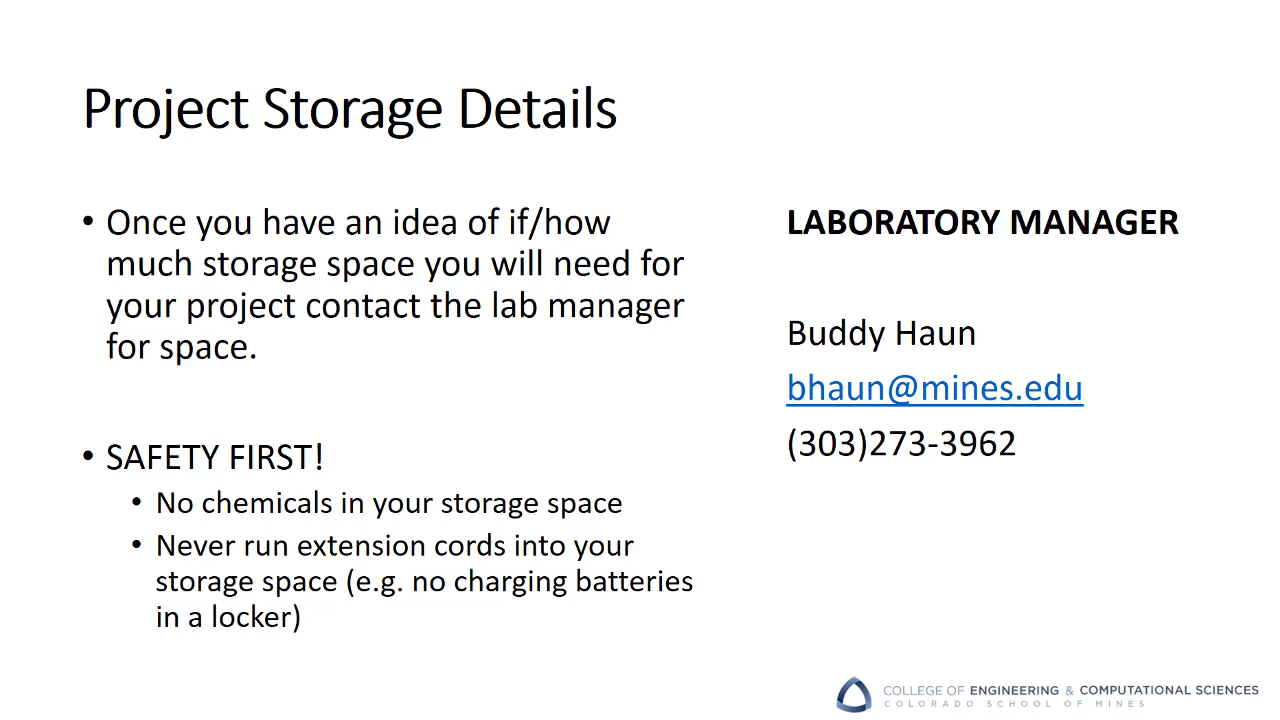 Project Storage Details
• Once you have an idea of if/how
much storage space you will need for
your project contact the lab manager
for space.
• SAFETY FIRST!
• No chemicals in your storage space
• Never run extension cords into your
storage space (e.g. no charging batteries
in a locker)
LABORATORY MANAGER
Buddy Haun
bhaun@mines.edu
(303)273-3962
COLLEGE OF ENGINEERING & COMPUTATIONAL SCIENCES
COLORADO SCHOOL OF MINES